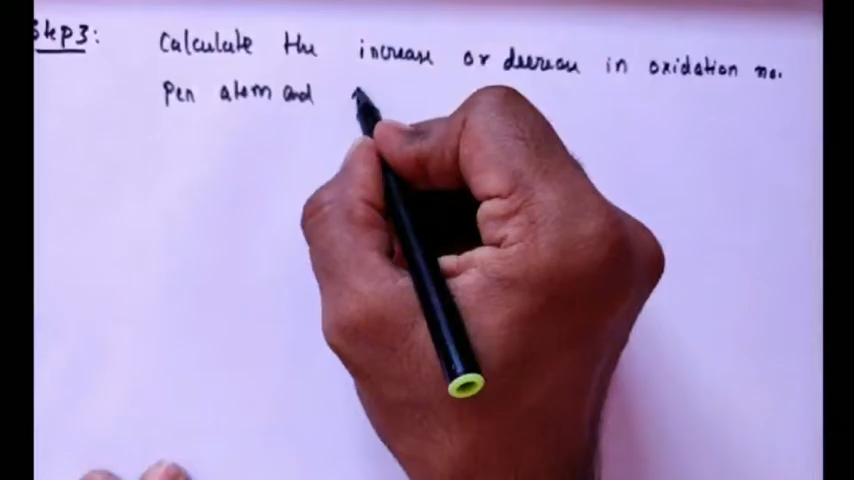 Step3: Calculate the increase or decrease in oxidation no.
per atom and